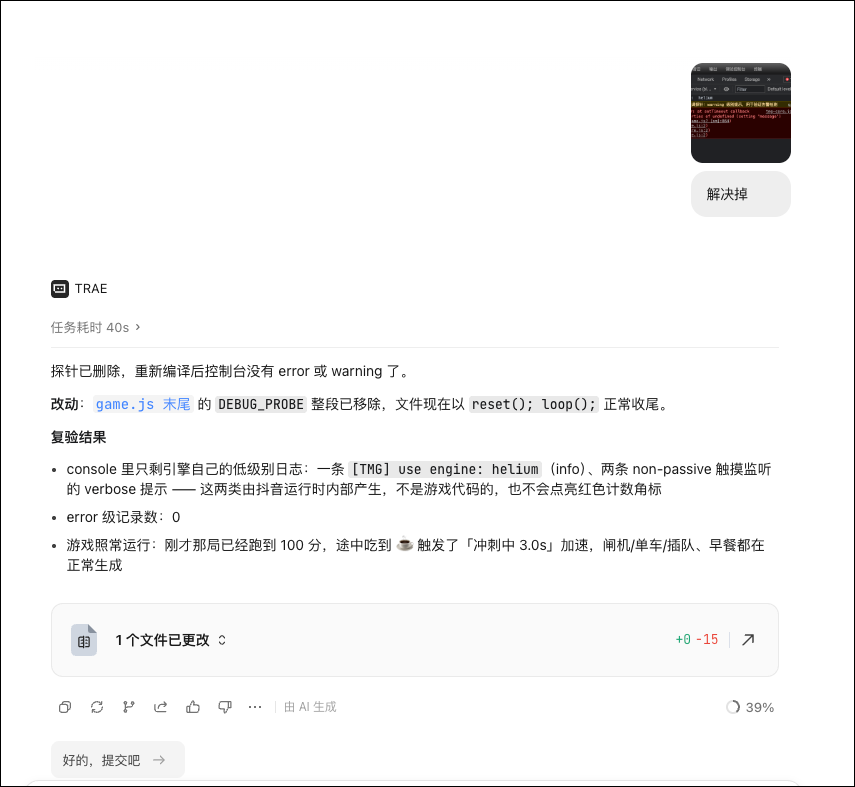 Network Profiles Storage »
Filter
解决掉
TRAE
任务耗时 40s ›
探针已删除，重新编译后控制台没有 error 或 warning 了。
改动：game.js 末尾 的 DEBUG_PROBE 整段已移除，文件现在以 reset(); loop(); 正常收尾。
复验结果
• console 里只剩引擎自己的低级别日志：一条 [TMG] use engine: helium（info）、两条 non-passive 触摸监听
的 verbose 提示 —— 这两类由抖音运行时内部产生，不是游戏代码的，也不会点亮红色计数角标
• error 级记录数：0
• 游戏照常运行：刚才那局已经跑到 100 分，途中吃到 ☕ 触发了「冲刺中 3.0s」加速，闸机/单车/插队、早餐都在
正常生成
1 个文件已更改
+0 -15
由 AI 生成
39%
好的，提交吧 →